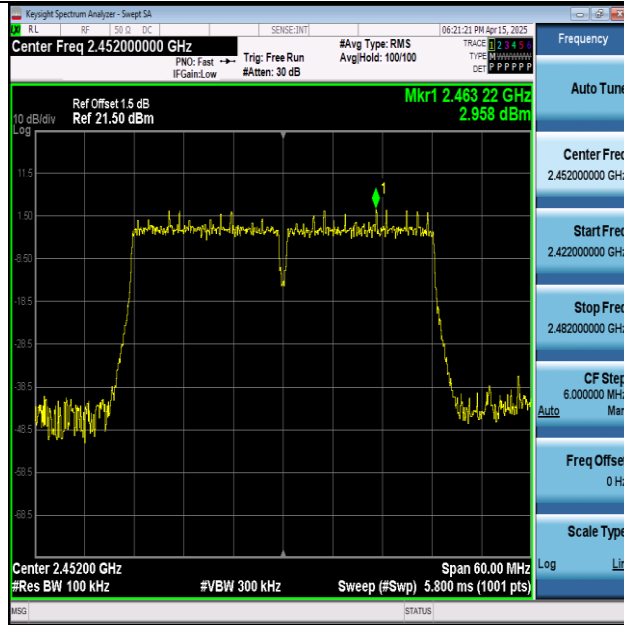 Keysight Spectrum Analyzer - Swept SA
RL RF 50 Ω DC SENSE:INT 06:21:21 PM Apr 15, 2025
Center Freq 2.452000000 GHz #Avg Type: RMS TRACE 1 2 3 4 5 6
PNO: Fast Trig: Free Run Avg|Hold: 100/100 TYPE M
IFGain:Low #Atten: 30 dB DET P P P P P P
Mkr1 2.463 22 GHz
Ref Offset 1.5 dB
10 dB/div Ref 21.50 dBm 2.958 dBm
Log
1
11.5
1.50
-8.50
-18.5
-28.5
-38.5
-48.5
-58.5
-68.5
Center 2.45200 GHz Span 60.00 MHz
#Res BW 100 kHz #VBW 300 kHz Sweep (#Swp) 5.800 ms (1001 pts)
MSG STATUS
Frequency
Auto Tune
Center Freq
2.452000000 GHz
Start Freq
2.422000000 GHz
Stop Freq
2.482000000 GHz
CF Step
6.000000 MHz
Auto Man
Freq Offset
0 Hz
Scale Type
Log Lin